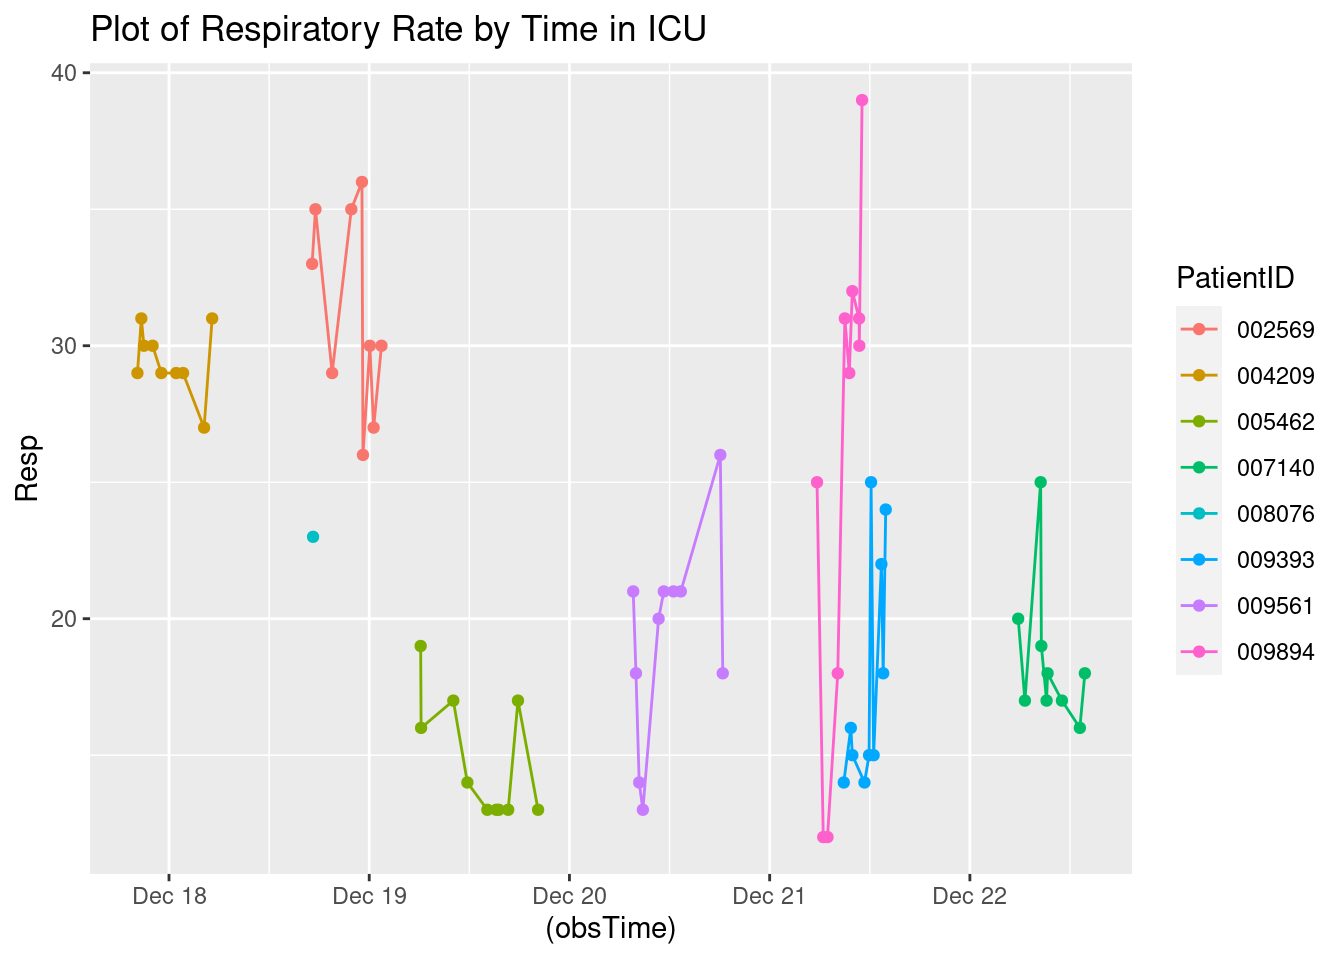 Plot of Respiratory Rate by Time in ICU
40
30
20
Resp
Dec 18
Dec 19
Dec 20
Dec 21
Dec 22
(obsTime)
PatientID
002569
004209
005462
007140
008076
009393
009561
009894